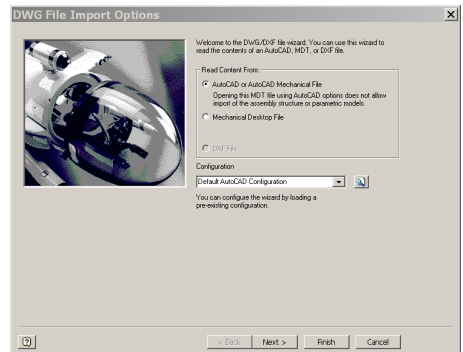 DWG File Import Options
Welcome to the DWG/DXF file wizard. You can use this wizard to
read the contents of an AutoCAD, MDT, or DXF file.
Read Content From:
AutoCAD or AutoCAD Mechanical File
Opening this MDT file using AutoCAD options does not allow
import of the assembly structure or parametric models.
Mechanical Desktop File
DXF File
Configuration
Default AutoCAD Configuration
You can configure the wizard by loading a
pre-existing configuration.
< Back
Next >
Finish
Cancel